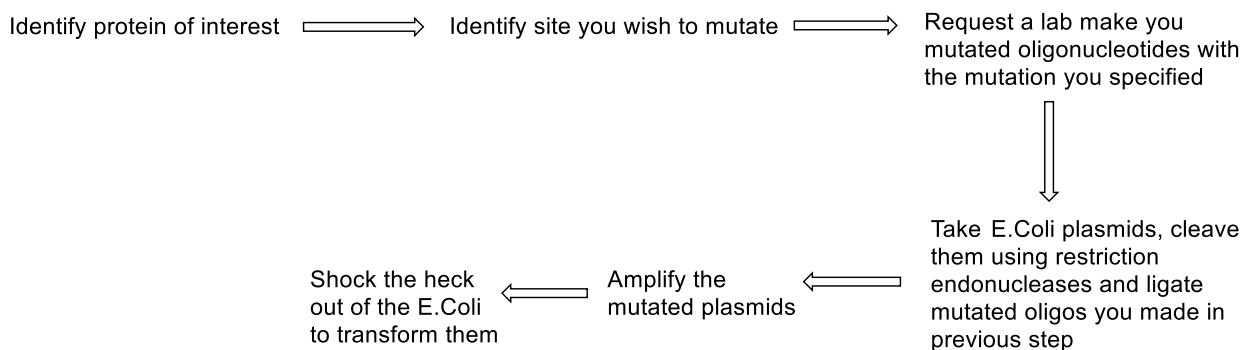 Identify protein of interest
Identify site you wish to mutate
Request a lab make you
mutated oligonucleotides with
the mutation you specified
Take E.Coli plasmids, cleave
them using restriction
endonucleases and ligate
mutated oligos you made in
previous step
Amplify the
mutated plasmids
Shock the heck
out of the E.Coli
to transform them